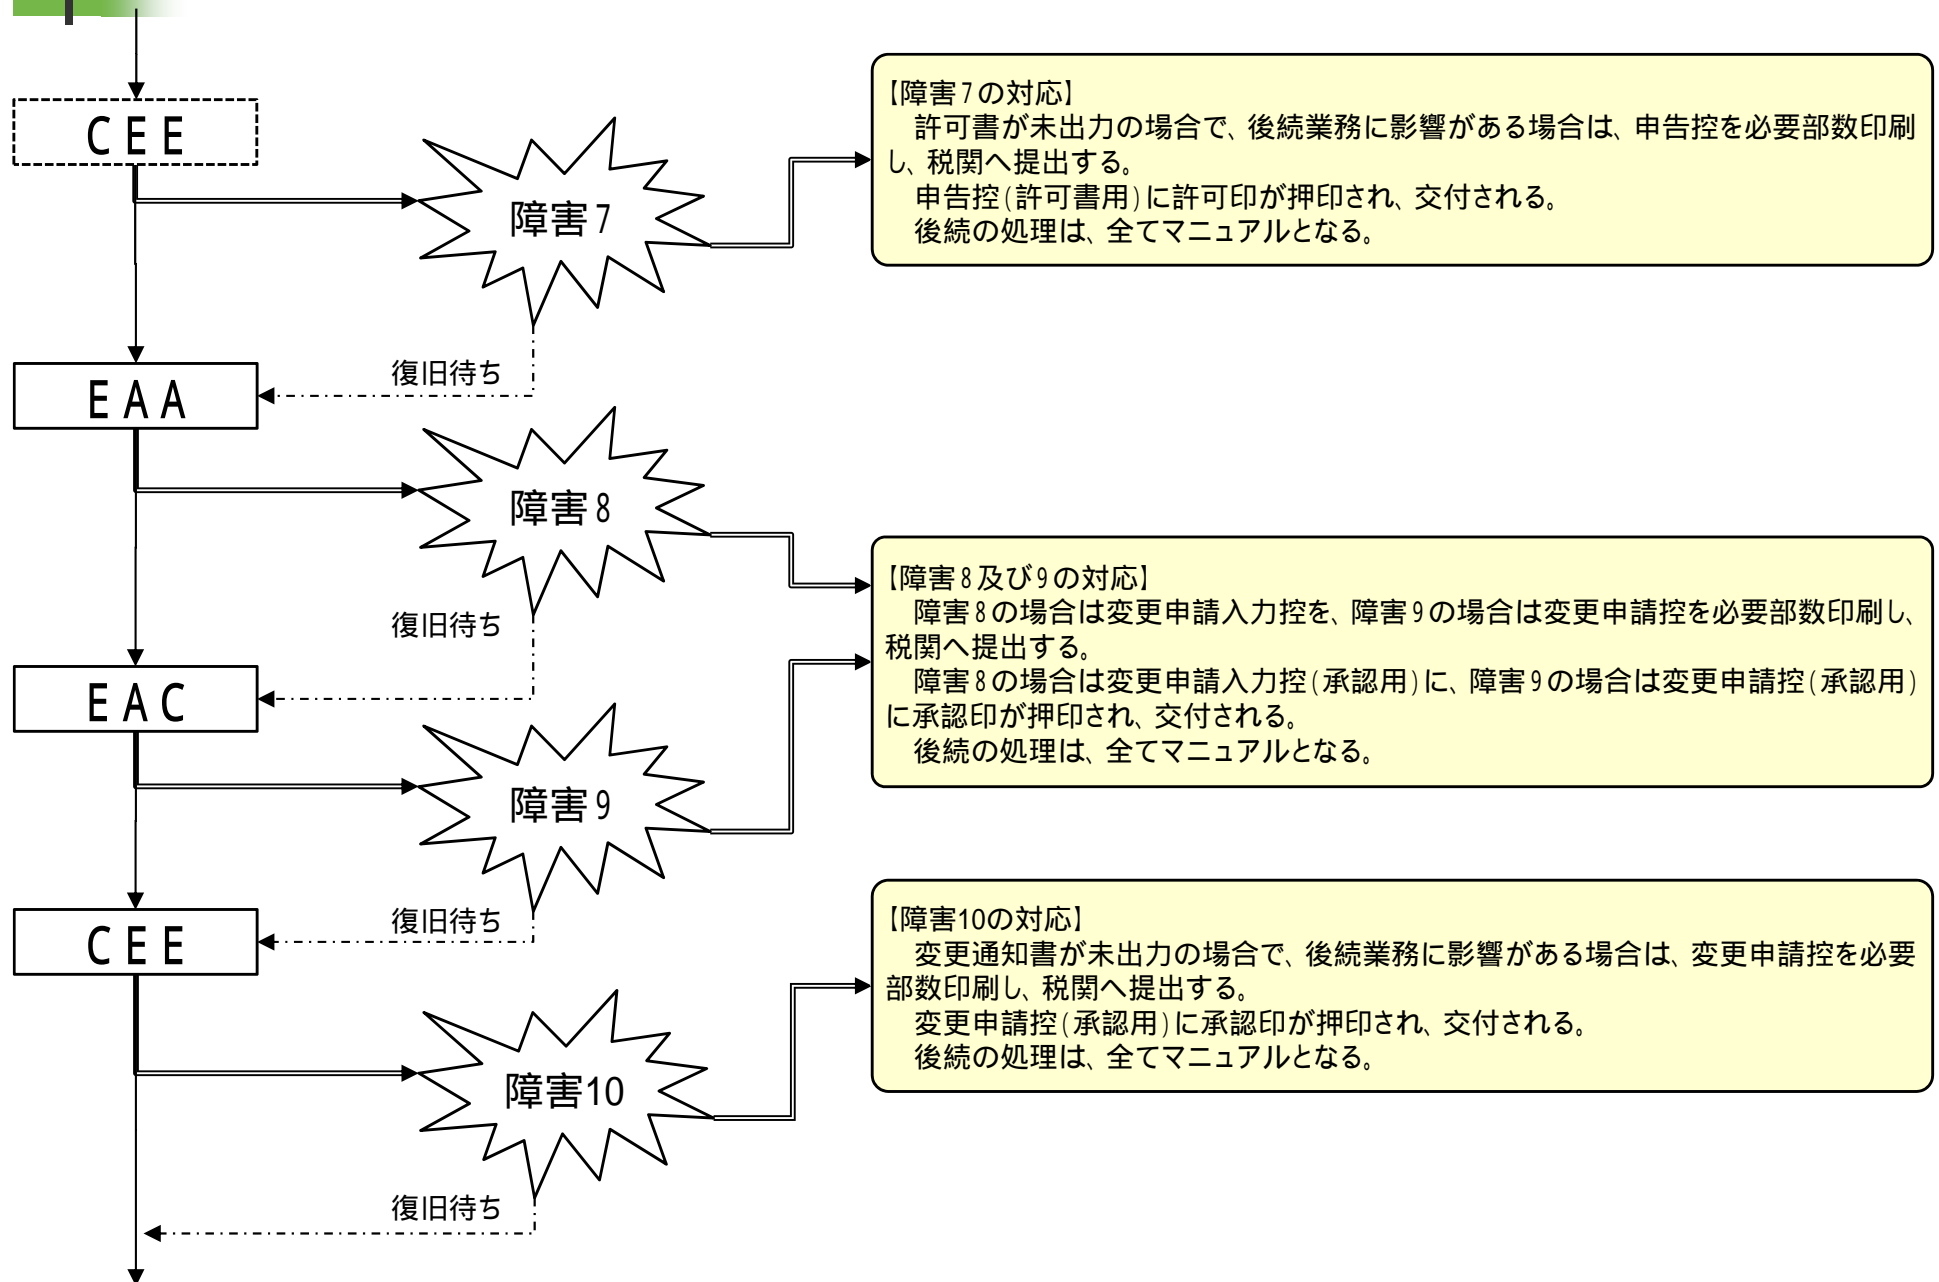 CEE
障害7
【障害7の対応】
許可書が未出力の場合で、後続業務に影響がある場合は、申告控を必要部数印刷
し、税関へ提出する。
申告控(許可書用)に許可印が押印され、交付される。
後続の処理は、全てマニュアルとなる。
復旧待ち
EAA
障害8
【障害8及び9の対応】
障害8の場合は変更申請入力控を、障害9の場合は変更申請控を必要部数印刷し、
税関へ提出する。
障害8の場合は変更申請入力控(承認用)に、障害9の場合は変更申請控(承認用)
に承認印が押印され、交付される。
後続の処理は、全てマニュアルとなる。
復旧待ち
EAC
障害9
復旧待ち
CEE
【障害10の対応】
変更通知書が未出力の場合で、後続業務に影響がある場合は、変更申請控を必要
部数印刷し、税関へ提出する。
変更申請控(承認用)に承認印が押印され、交付される。
後続の処理は、全てマニュアルとなる。
障害10
復旧待ち